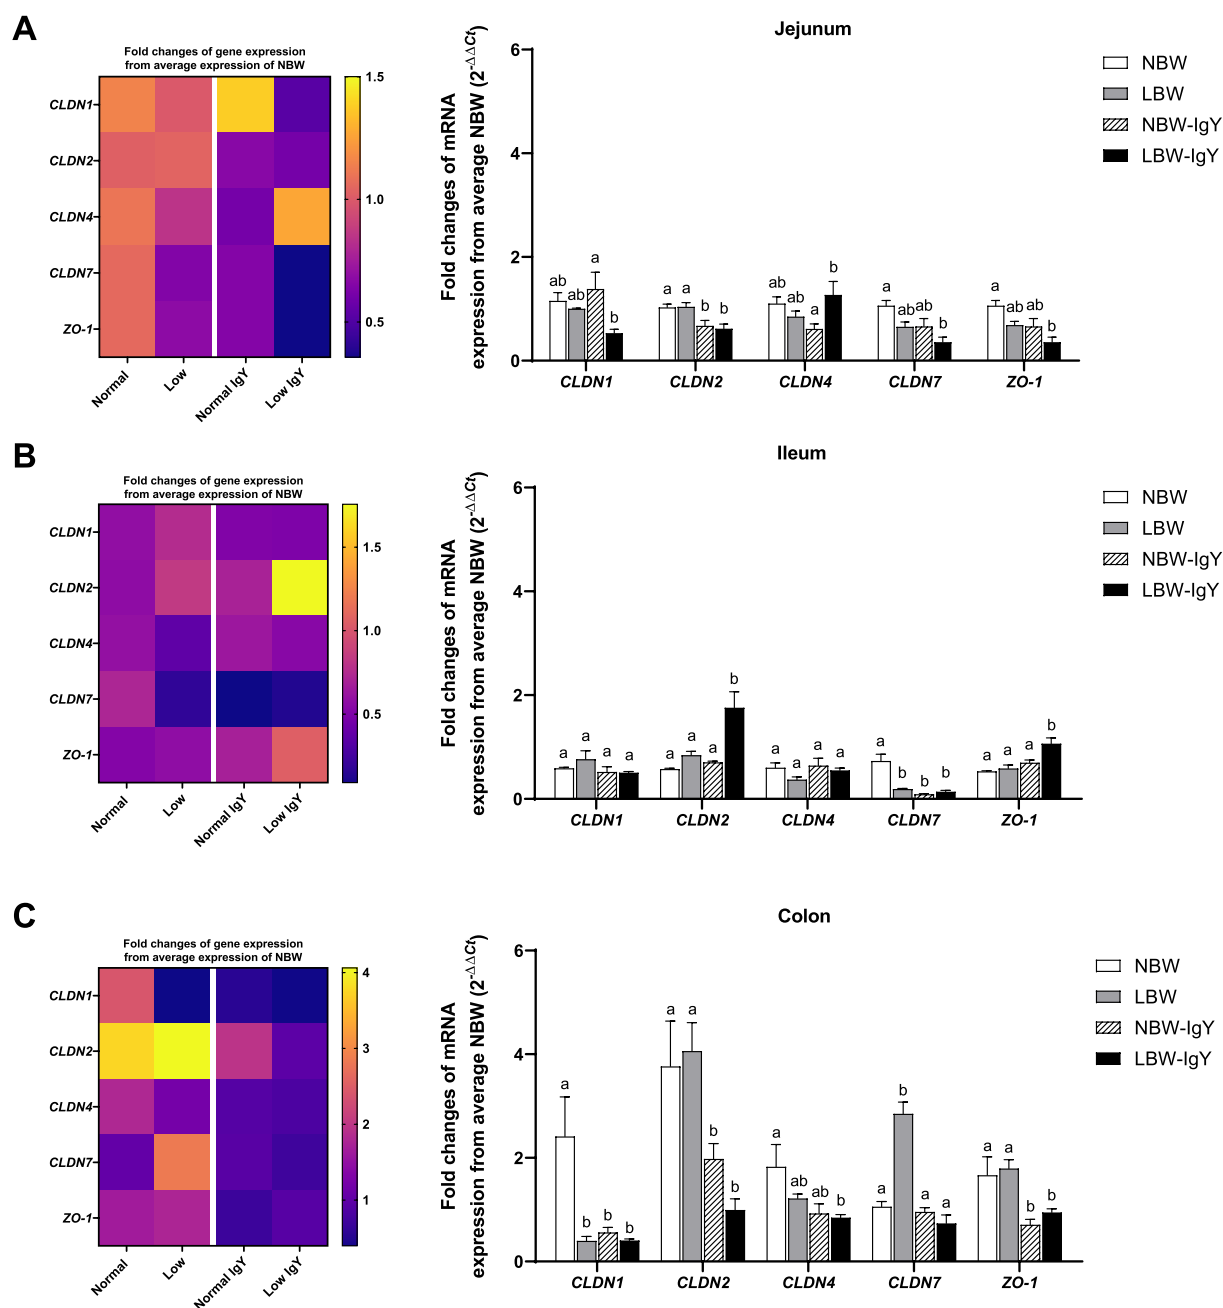 A
Fold changes of gene expression
from average expression of NBW
CLDN1
CLDN2
CLDN4
CLDN7
ZO-1
Normal
Low
Normal IgY
Low IgY
1.5
1.0
0.5
Jejunum
Fold changes of mRNA
expression from average NBW (2^-ΔΔCt)
6
4
2
0
ab ab a b
a a b b
ab ab a b
a ab ab b
a ab ab b
CLDN1 CLDN2 CLDN4 CLDN7 ZO-1
NBW
LBW
NBW-IgY
LBW-IgY
B
Fold changes of gene expression
from average expression of NBW
CLDN1
CLDN2
CLDN4
CLDN7
ZO-1
Normal
Low
Normal IgY
Low IgY
1.5
1.0
0.5
Ileum
Fold changes of mRNA
expression from average NBW (2^-ΔΔCt)
6
4
2
0
a a a a
a a a b
a a a a
a b b b
a a a b
CLDN1 CLDN2 CLDN4 CLDN7 ZO-1
NBW
LBW
NBW-IgY
LBW-IgY
C
Fold changes of gene expression
from average expression of NBW
CLDN1
CLDN2
CLDN4
CLDN7
ZO-1
Normal
Low
Normal IgY
Low IgY
4
3
2
1
Colon
Fold changes of mRNA
expression from average NBW (2^-ΔΔCt)
6
4
2
0
a b b b
a a b b
a ab ab b
a b a a
a a b b
CLDN1 CLDN2 CLDN4 CLDN7 ZO-1
NBW
LBW
NBW-IgY
LBW-IgY